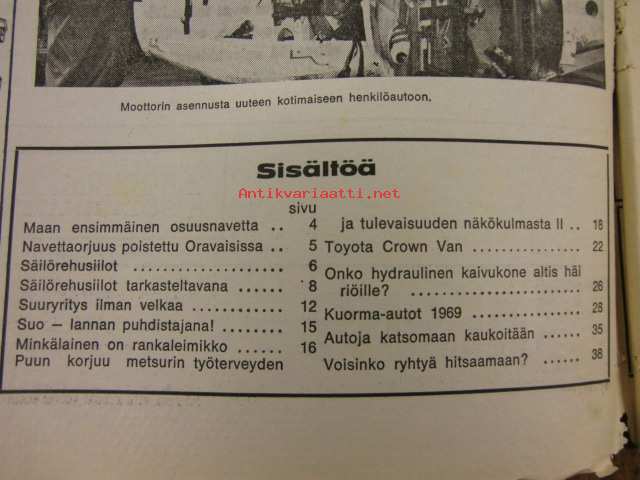 Moottorin asennusta uuteen kotimaiseen henkilöautoon.
Sisältöä
Antikvariaatti.net
sivu
Maan ensimmäinen osuusnavetta .. 4
Navettaorjuus poistettu Oravaisissa .. 5
Säilörehusiilot .................... 6
Säilörehusiilot tarkasteltavana ....... 8
Suuryritys ilman velkaa ............ 12
Suo — lannan puhdistajana! ........ 15
Minkälainen on rankaleimikko ...... 16
Puun korjuu metsurin työterveyden
ja tulevaisuuden näkökulmasta II .. 18
Toyota Crown Van ................ 22
Onko hydraulinen kaivukone altis häi
riöille? .................... 26
Kuorma-autot 1969 ................ 28
Autoja katsomaan kaukoitään ...... 35
Voisinko ryhtyä hitsaamaan? ...... 38